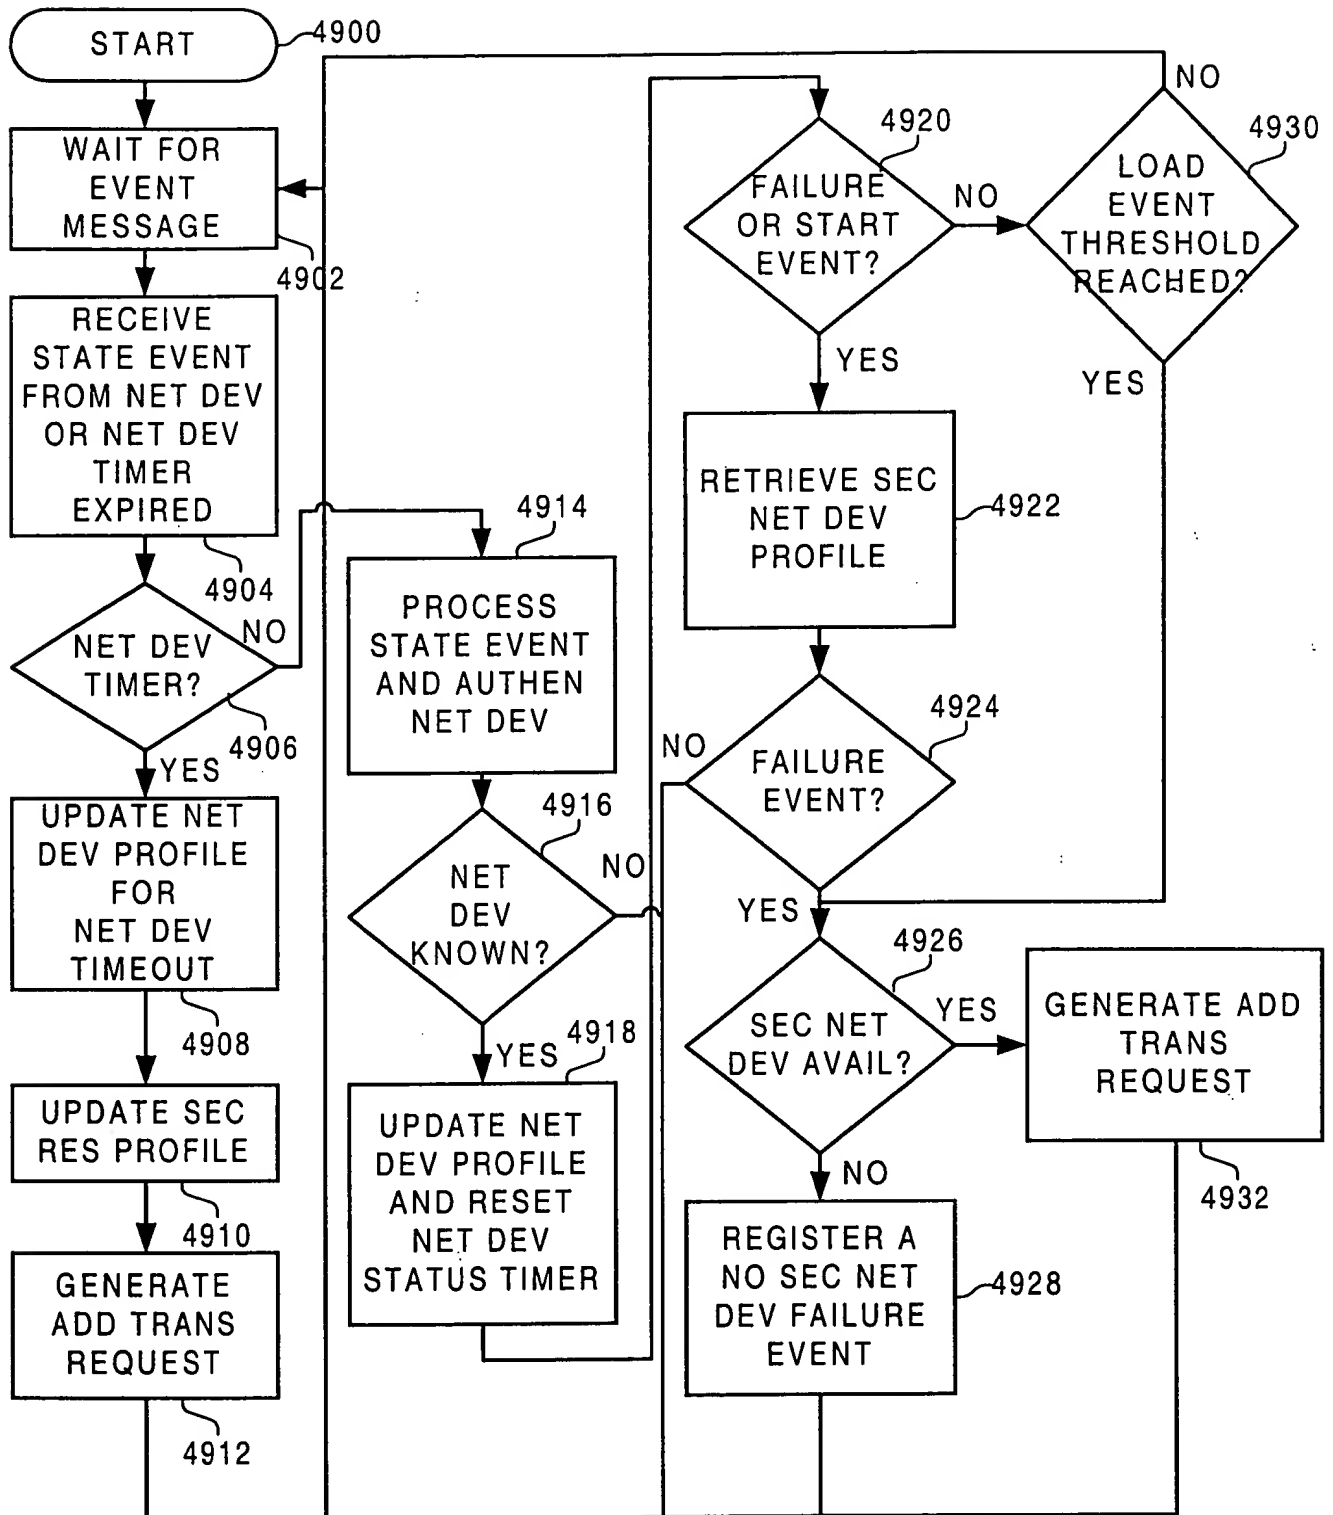 START
4900
WAIT FOR
EVENT
MESSAGE
4902
RECEIVE
STATE EVENT
FROM NET DEV
OR NET DEV
TIMER
EXPIRED
4904
NET DEV
TIMER?
NO
4906
YES
UPDATE NET
DEV PROFILE
FOR
NET DEV
TIMEOUT
4908
UPDATE SEC
RES PROFILE
4910
GENERATE
ADD TRANS
REQUEST
4912
4914
PROCESS
STATE EVENT
AND AUTHEN
NET DEV
4916
NET
DEV
KNOWN?
NO
YES
4918
UPDATE NET
DEV PROFILE
AND RESET
NET DEV
STATUS TIMER
4920
FAILURE
OR START
EVENT?
NO
YES
RETRIEVE SEC
NET DEV
PROFILE
4922
4924
FAILURE
EVENT?
NO
YES
4926
SEC NET
DEV AVAIL?
YES
NO
REGISTER A
NO SEC NET
DEV FAILURE
EVENT
4928
NO
4930
LOAD
EVENT
THRESHOLD
REACHED?
YES
GENERATE ADD
TRANS
REQUEST
4932